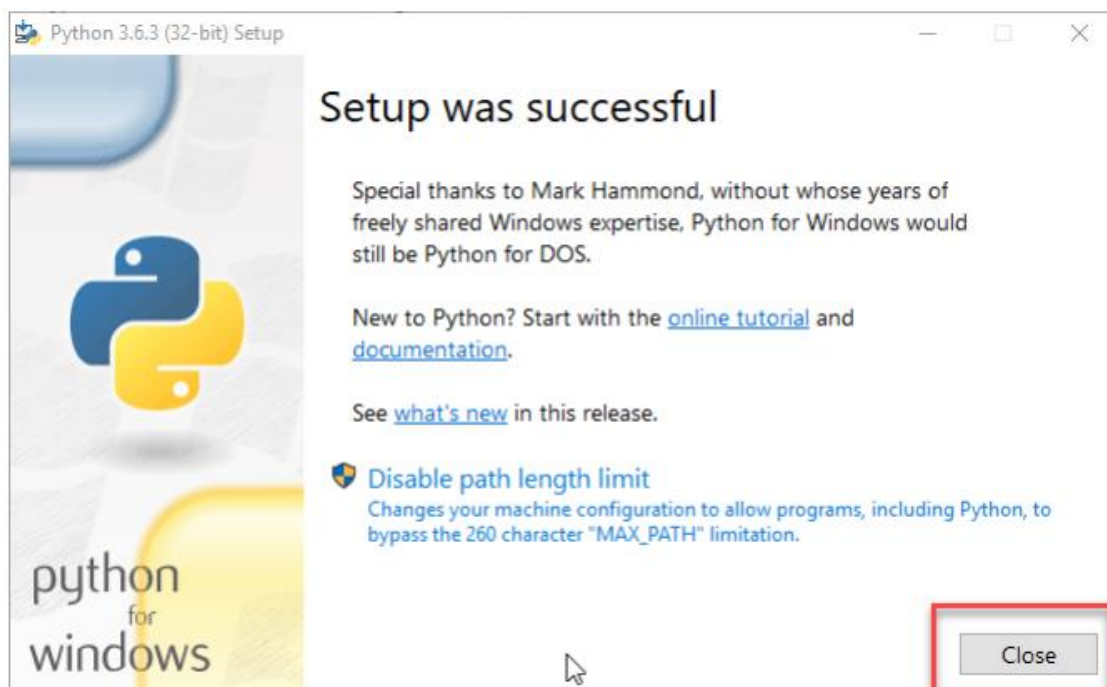 Python 3.6.3 (32-bit) Setup
Setup was successful
Special thanks to Mark Hammond, without whose years of
freely shared Windows expertise, Python for Windows would
still be Python for DOS.
New to Python? Start with the online tutorial and
documentation.
See what's new in this release.
Disable path length limit
Changes your machine configuration to allow programs, including Python, to
bypass the 260 character "MAX_PATH" limitation.
python
for
windows
Close